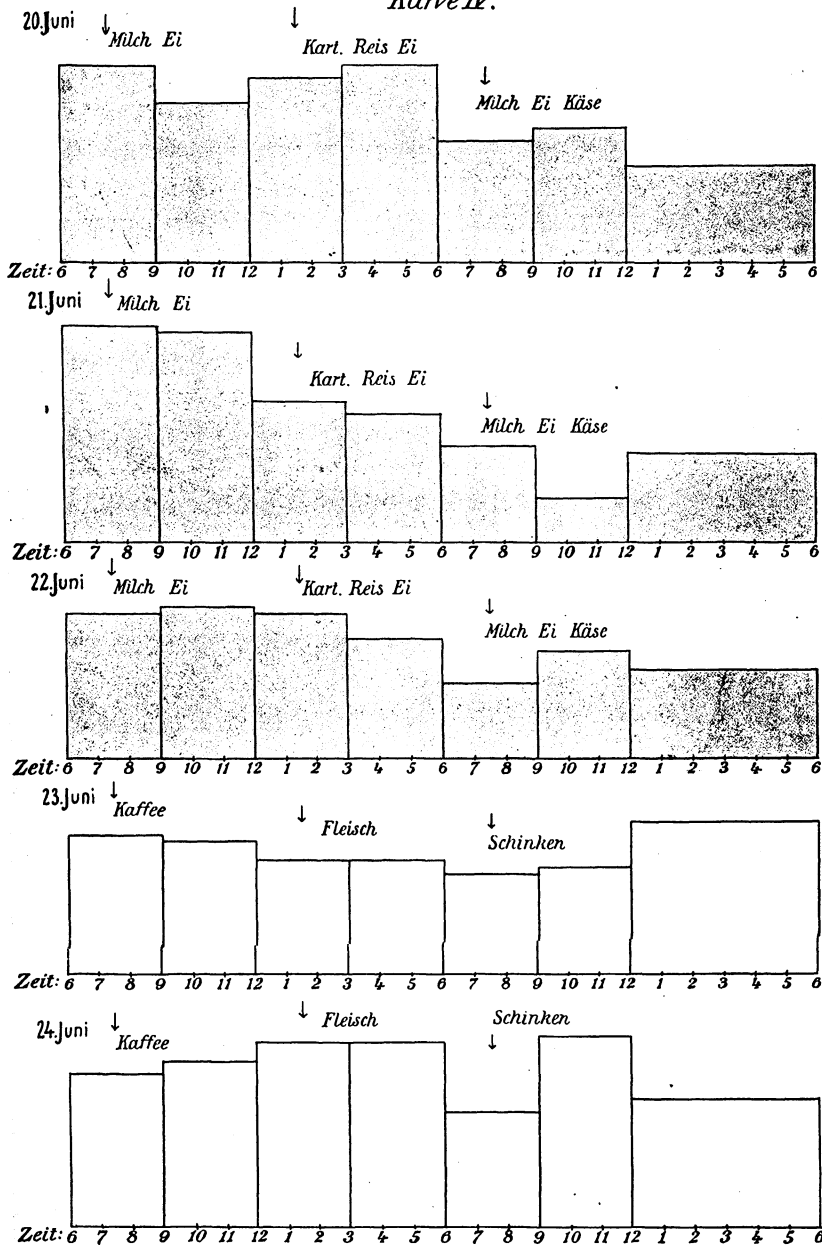 Kurve IV.
20.Juni
Milch Ei
Kart. Reis Ei
Milch Ei Käse
Zeit: 6 7 8 9 10 11 12 1 2 3 4 5 6 7 8 9 10 11 12 1 2 3 4 5 6
21.Juni
Milch Ei
Kart. Reis Ei
Milch Ei Käse
Zeit: 6 7 8 9 10 11 12 1 2 3 4 5 6 7 8 9 10 11 12 1 2 3 4 5 6
22.Juni
Milch Ei
Kart. Reis Ei
Milch Ei Käse
Zeit: 6 7 8 9 10 11 12 1 2 3 4 5 6 7 8 9 10 11 12 1 2 3 4 5 6
23.Juni
Kaffee
Fleisch
Schinken
Zeit: 6 7 8 9 10 11 12 1 2 3 4 5 6 7 8 9 10 11 12 1 2 3 4 5 6
24.Juni
Kaffee
Fleisch
Schinken
Zeit: 6 7 8 9 10 11 12 1 2 3 4 5 6 7 8 9 10 11 12 1 2 3 4 5 6